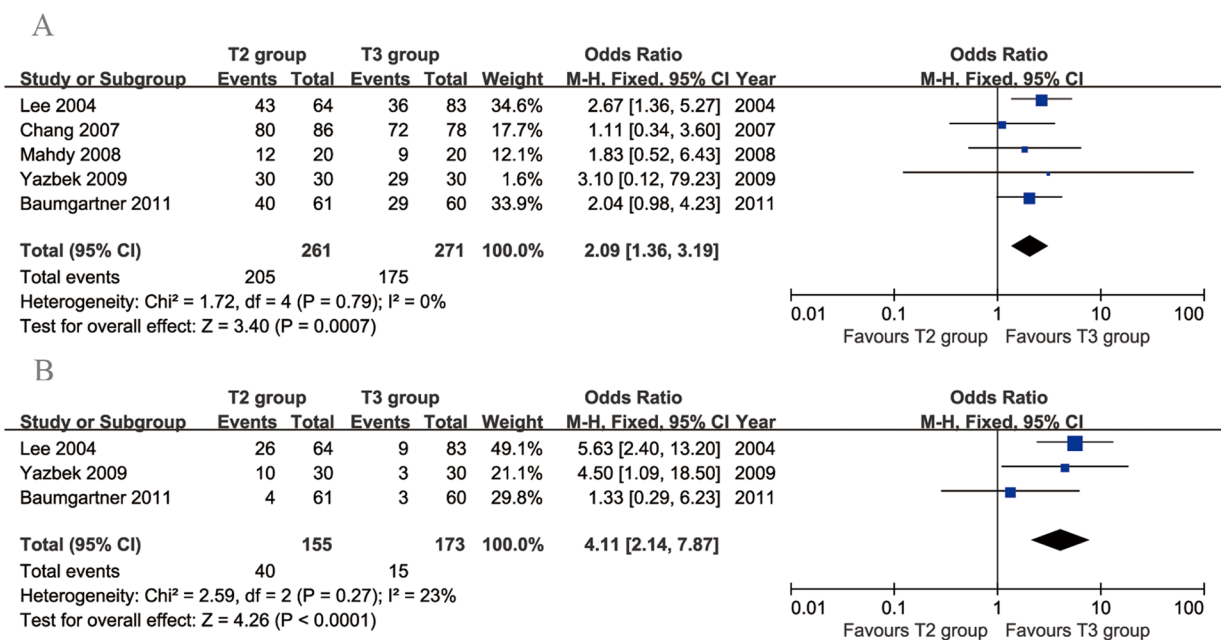 A
T2 group T3 group Odds Ratio Odds Ratio
Study or Subgroup Events Total Events Total Weight M-H, Fixed, 95% CI Year M-H, Fixed, 95% CI
Lee 2004 43 64 36 83 34.6% 2.67 [1.36, 5.27] 2004
Chang 2007 80 86 72 78 17.7% 1.11 [0.34, 3.60] 2007
Mahdy 2008 12 20 9 20 12.1% 1.83 [0.52, 6.43] 2008
Yazbek 2009 30 30 29 30 1.6% 3.10 [0.12, 79.23] 2009
Baumgartner 2011 40 61 29 60 33.9% 2.04 [0.98, 4.23] 2011
Total (95% CI) 261 271 100.0% 2.09 [1.36, 3.19]
Total events 205 175
Heterogeneity: Chi² = 1.72, df = 4 (P = 0.79); I² = 0%
Test for overall effect: Z = 3.40 (P = 0.0007)
0.01 0.1 1 10 100
Favours T2 group Favours T3 group
B
T2 group T3 group Odds Ratio Odds Ratio
Study or Subgroup Events Total Events Total Weight M-H, Fixed, 95% CI Year M-H, Fixed, 95% CI
Lee 2004 26 64 9 83 49.1% 5.63 [2.40, 13.20] 2004
Yazbek 2009 10 30 3 30 21.1% 4.50 [1.09, 18.50] 2009
Baumgartner 2011 4 61 3 60 29.8% 1.33 [0.29, 6.23] 2011
Total (95% CI) 155 173 100.0% 4.11 [2.14, 7.87]
Total events 40 15
Heterogeneity: Chi² = 2.59, df = 2 (P = 0.27); I² = 23%
Test for overall effect: Z = 4.26 (P < 0.0001)
0.01 0.1 1 10 100
Favours T2 group Favours T3 group